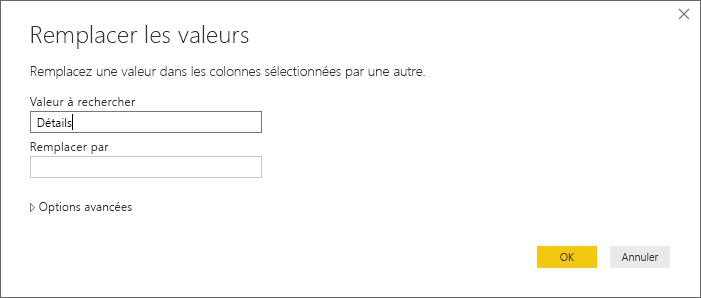 Remplacer les valeurs
Remplacez une valeur dans les colonnes sélectionnées par une autre.
Valeur à rechercher
Détails
Remplacer par
Options avancées
OK
Annuler